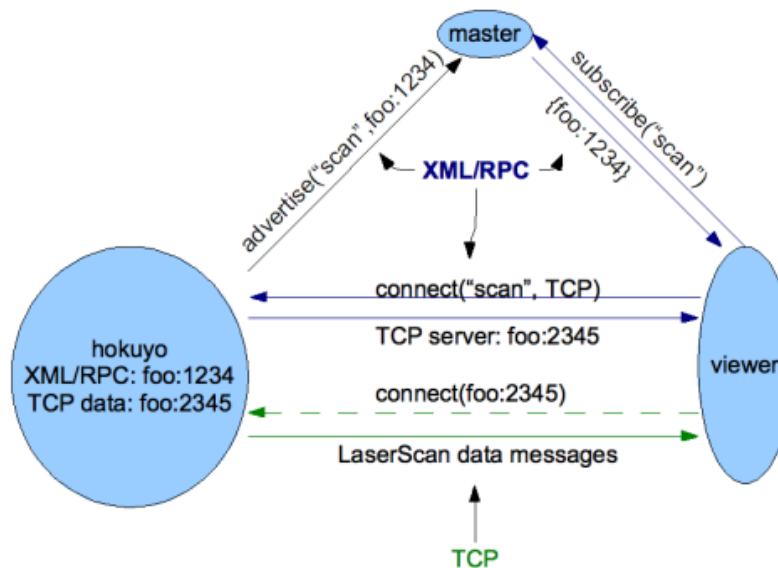 master
advertise(“scan”,foo:1234)
subscribe(“scan”)
{foo:1234}
XML/RPC
connect(“scan”, TCP)
TCP server: foo:2345
hokuyo
XML/RPC: foo:1234
TCP data: foo:2345
viewer
connect(foo:2345)
LaserScan data messages
TCP